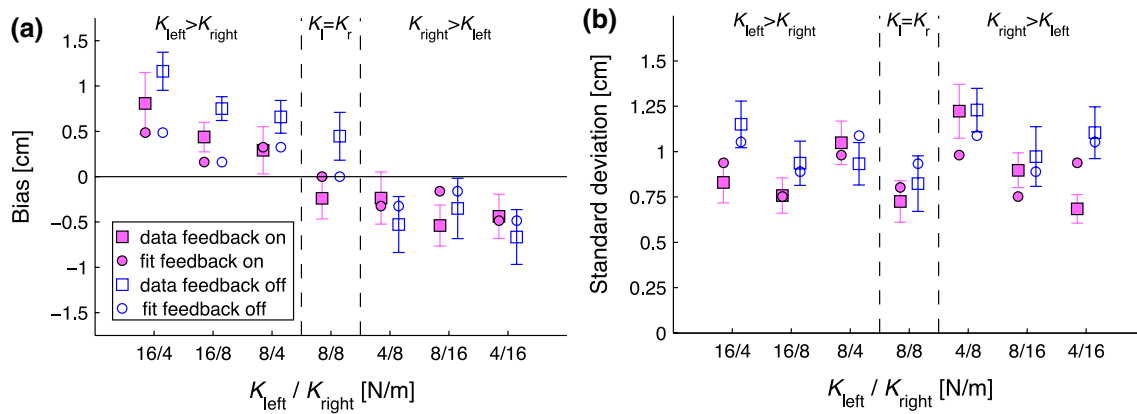 (a)
K_left>K_right
K_l=K_r
K_right>K_left
Bias [cm]
1.5
1
0.5
0
−0.5
−1
−1.5
data feedback on
fit feedback on
data feedback off
fit feedback off
16/4 16/8 8/4 8/8 4/8 8/16 4/16
K_left / K_right [N/m]
(b)
K_left>K_right
K_l=K_r
K_right>K_left
Standard deviation [cm]
1.5
1.25
1
0.75
0.5
0.25
0
16/4 16/8 8/4 8/8 4/8 8/16 4/16
K_left / K_right [N/m]